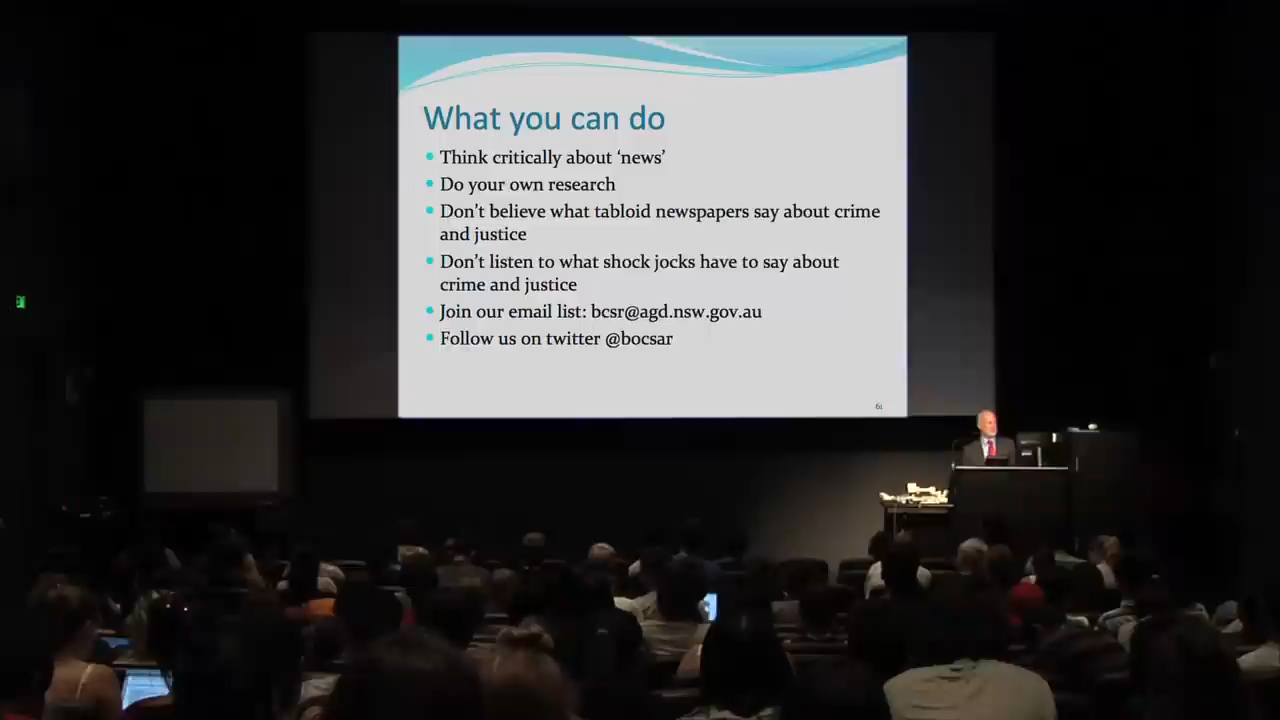 What you can do
Think critically about ‘news’
Do your own research
Don’t believe what tabloid newspapers say about crime
and justice
Don’t listen to what shock jocks have to say about
crime and justice
Join our email list: bcsr@agd.nsw.gov.au
Follow us on twitter @bocsar
61